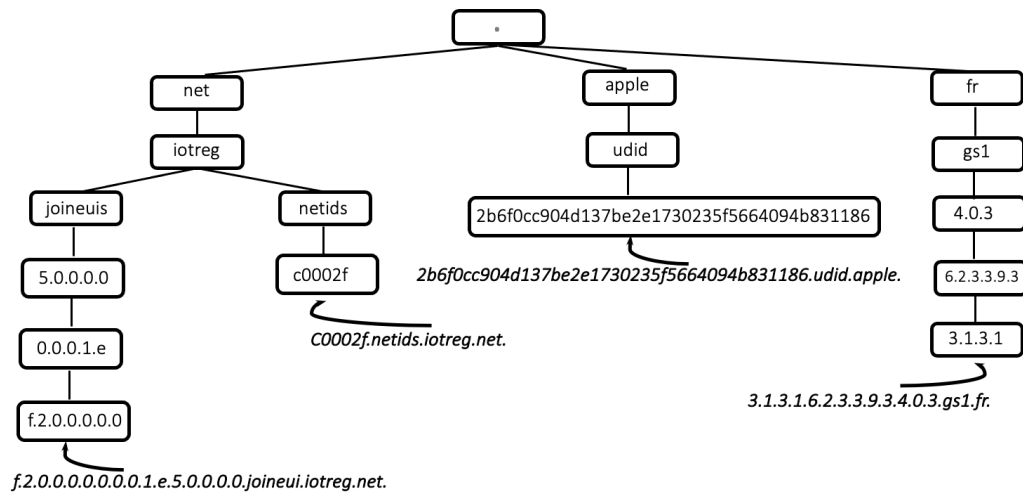 .
net
apple
fr
iotreg
udid
gs1
joineuis
netids
2b6f0cc904d137be2e1730235f5664094b831186
4.0.3
5.0.0.0.0
c0002f
2b6f0cc904d137be2e1730235f5664094b831186.udid.apple.
6.2.3.3.9.3
0.0.0.1.e
C0002f.netids.iotreg.net.
3.1.3.1
f.2.0.0.0.0.0
3.1.3.1.6.2.3.3.9.3.4.0.3.gs1.fr.
f.2.0.0.0.0.0.0.0.1.e.5.0.0.0.0.joineui.iotreg.net.